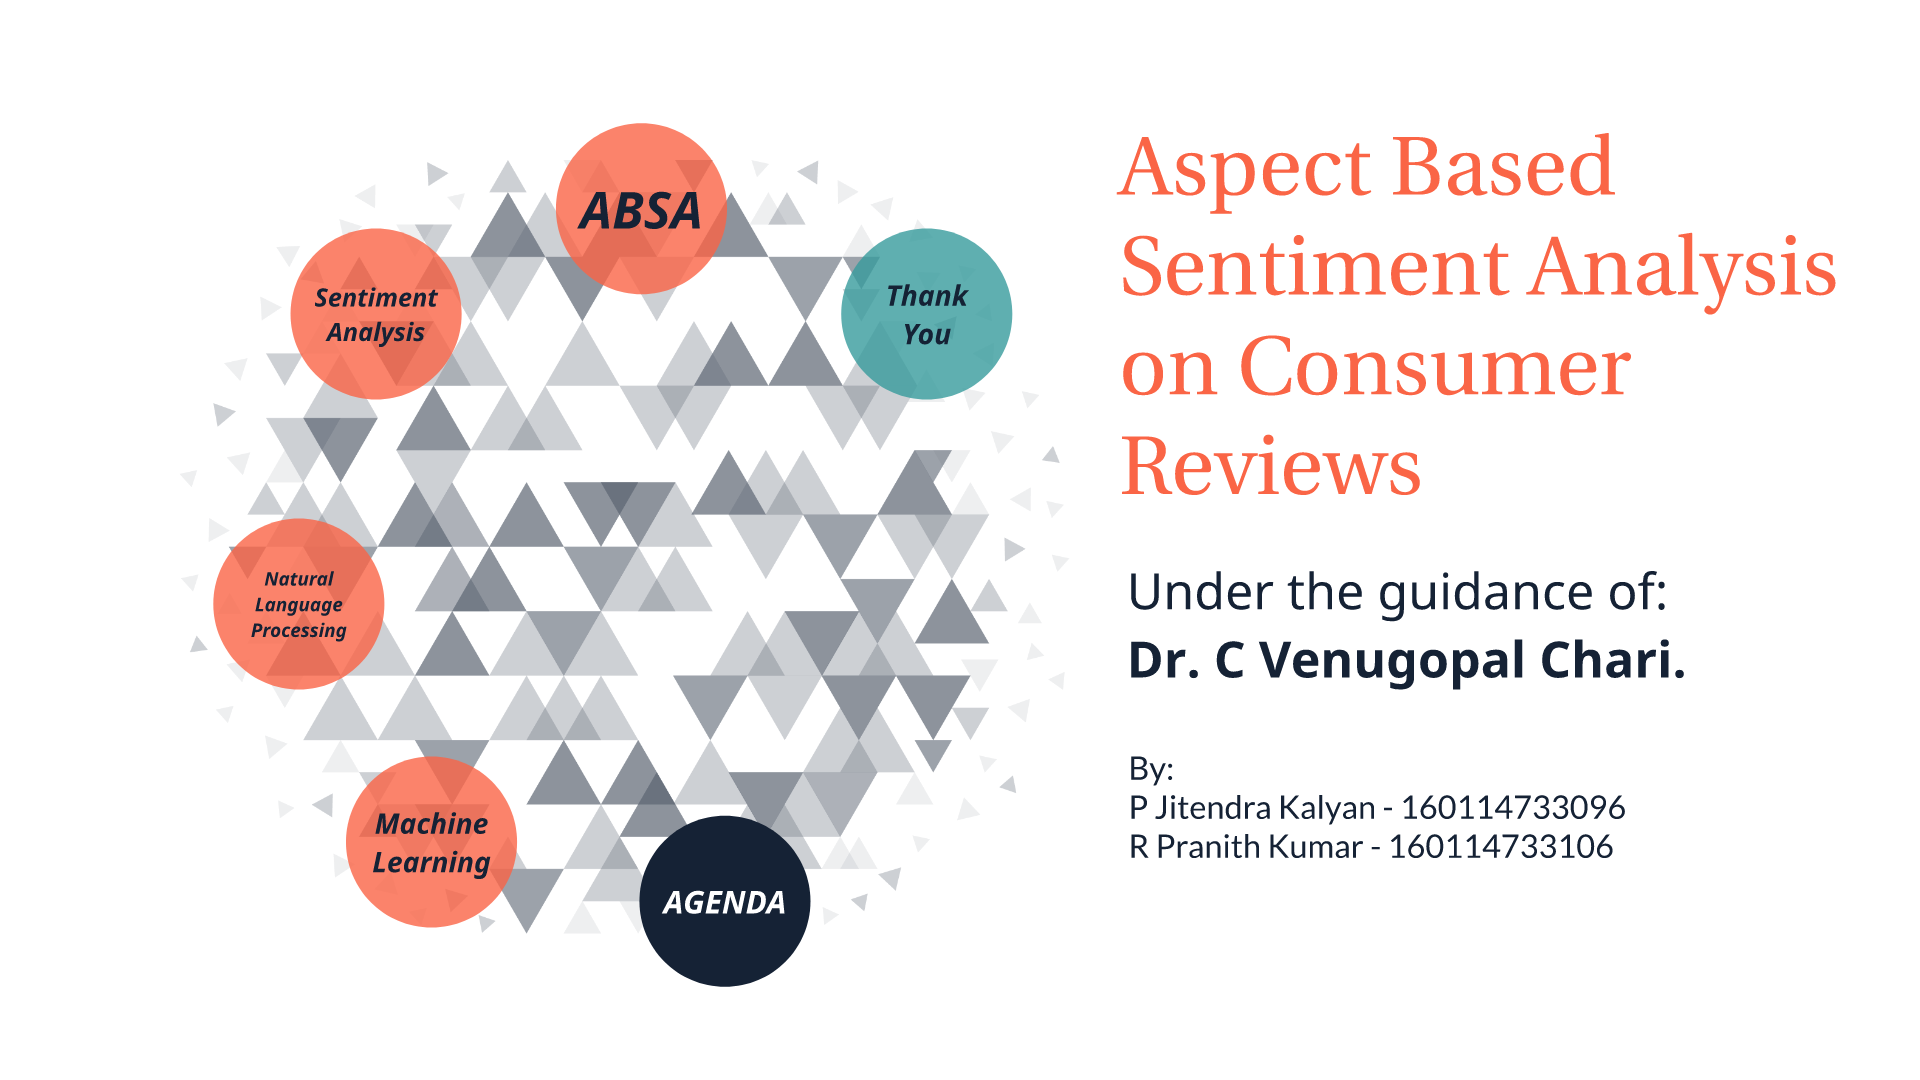 Aspect Based
Sentiment Analysis
on Consumer
Reviews
Under the guidance of:
Dr. C Venugopal Chari.
By:
P Jitendra Kalyan - 160114733096
R Pranith Kumar - 160114733106
ABSA
Sentiment
Analysis
Thank
You
Natural
Language
Processing
Machine
Learning
AGENDA